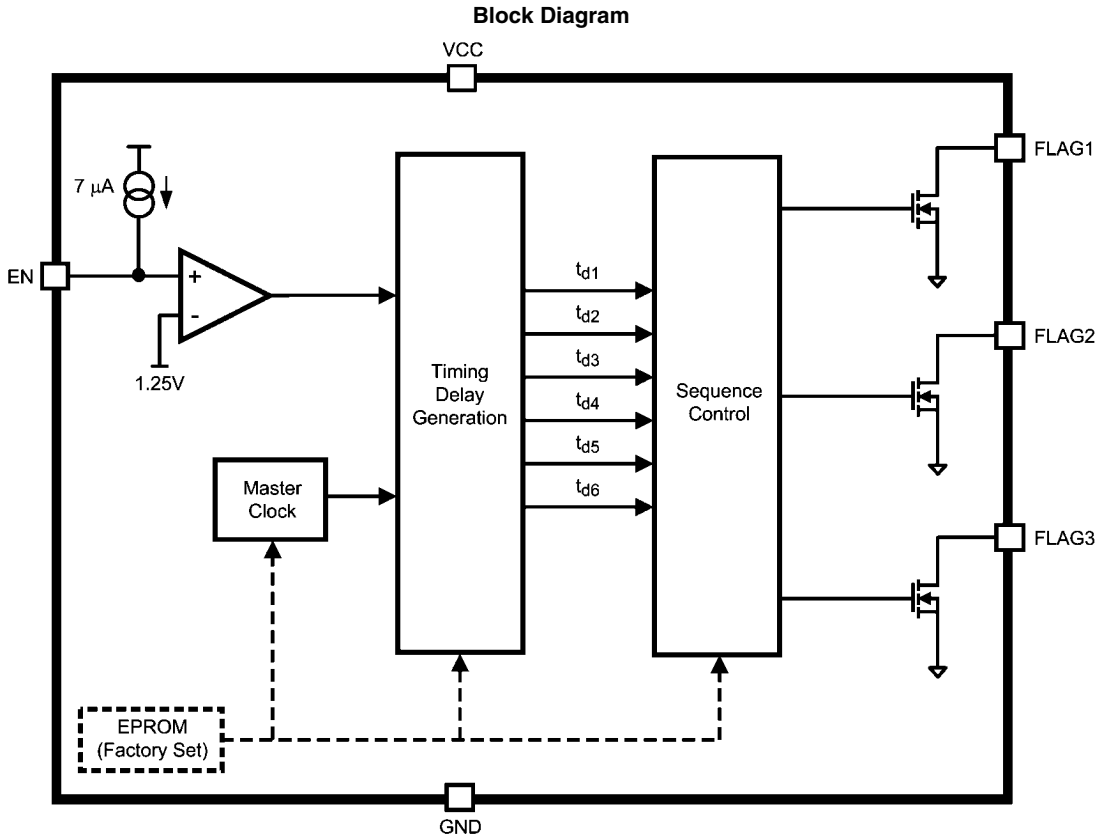 Block Diagram
VCC
FLAG1
7 μA
EN
+
-
1.25V
td1
td2
td3
td4
td5
td6
Timing
Delay
Generation
Sequence
Control
FLAG2
Master
Clock
FLAG3
EPROM
(Factory Set)
GND